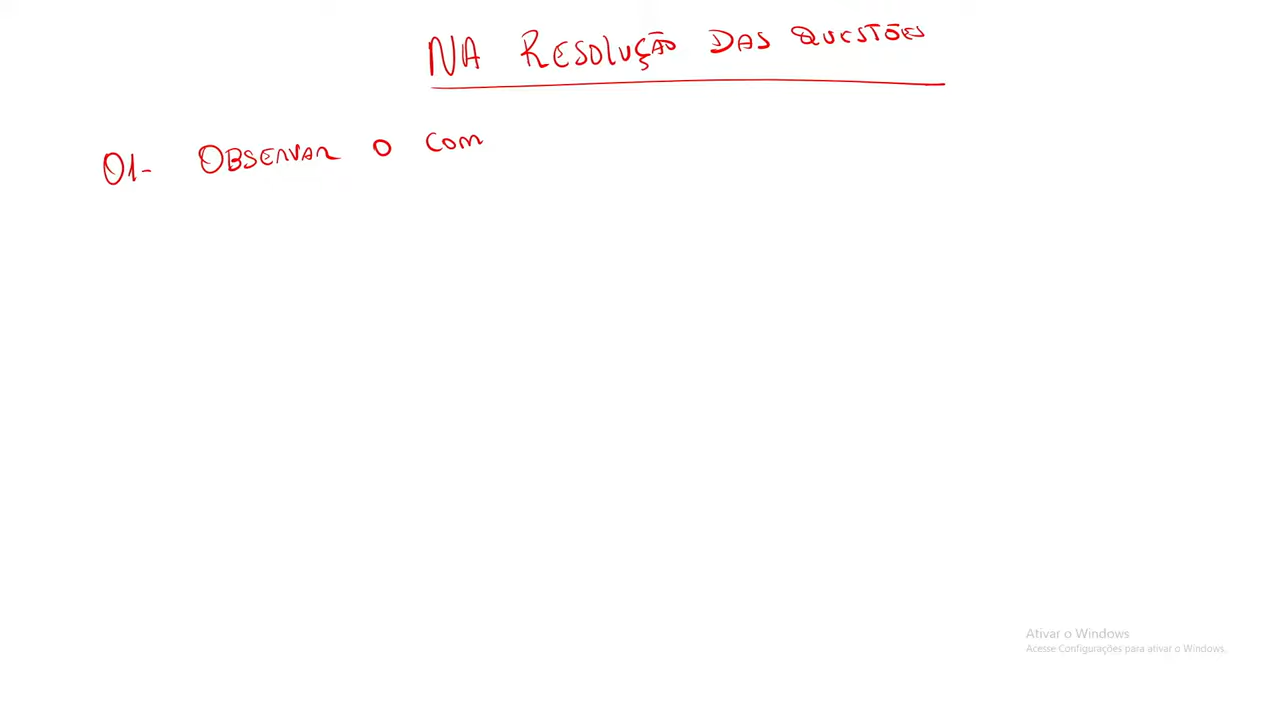 NA RESOLUÇÃO DAS QUESTÕES
01- OBSERVAR O COM
Ativar o Windows
Acesse Configurações para ativar o Windows.